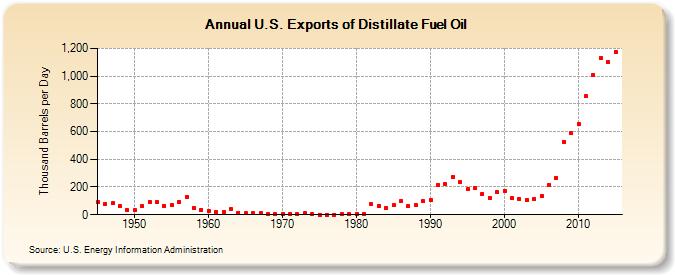 Annual U.S. Exports of Distillate Fuel Oil
Thousand Barrels per Day
1,200
1,000
800
600
400
200
0
1950 1960 1970 1980 1990 2000 2010
Source: U.S. Energy Information Administration